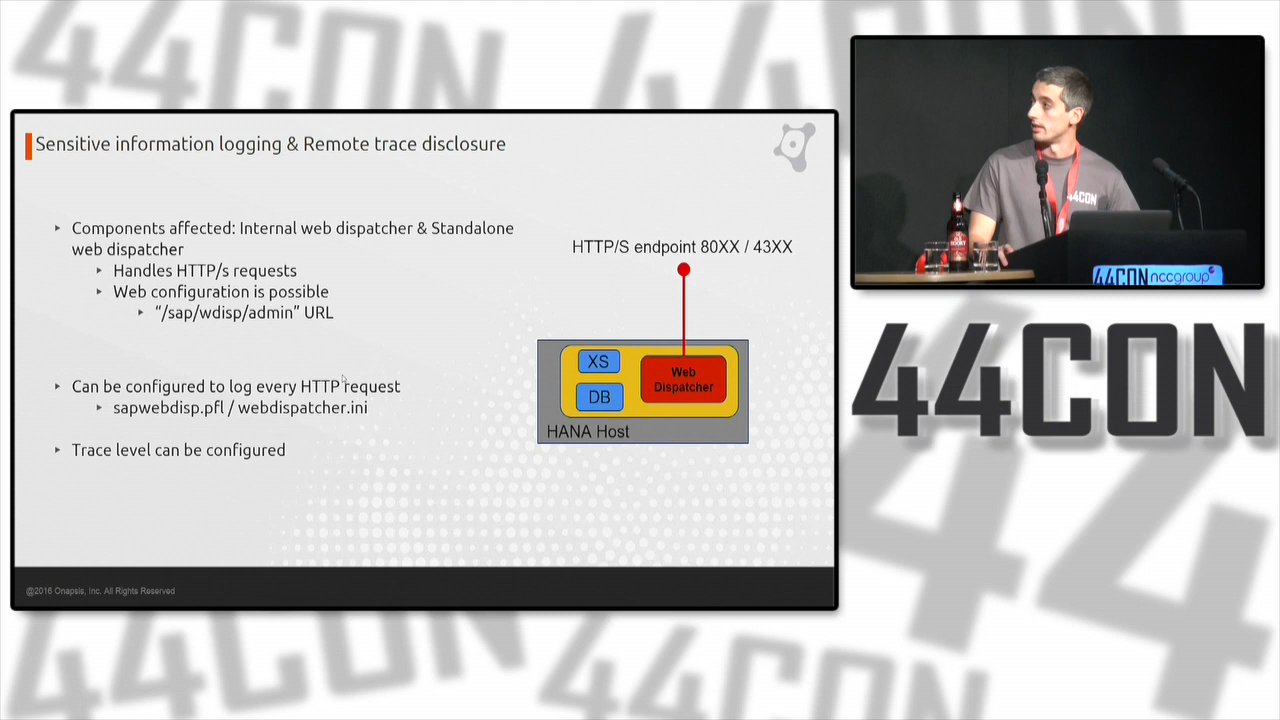 Sensitive information logging & Remote trace disclosure
Components affected: Internal web dispatcher & Standalone
web dispatcher
Handles HTTP/s requests
Web configuration is possible
“/sap/wdisp/admin” URL
Can be configured to log every HTTP request
sapwebdisp.pfl / webdispatcher.ini
Trace level can be configured
HTTP/S endpoint 80XX / 43XX
XS
DB
Web
Dispatcher
HANA Host
@2016 Onapsis, Inc. All Rights Reserved
44CON
44CON nccgroup
44CON
44CON
44CON
44CON